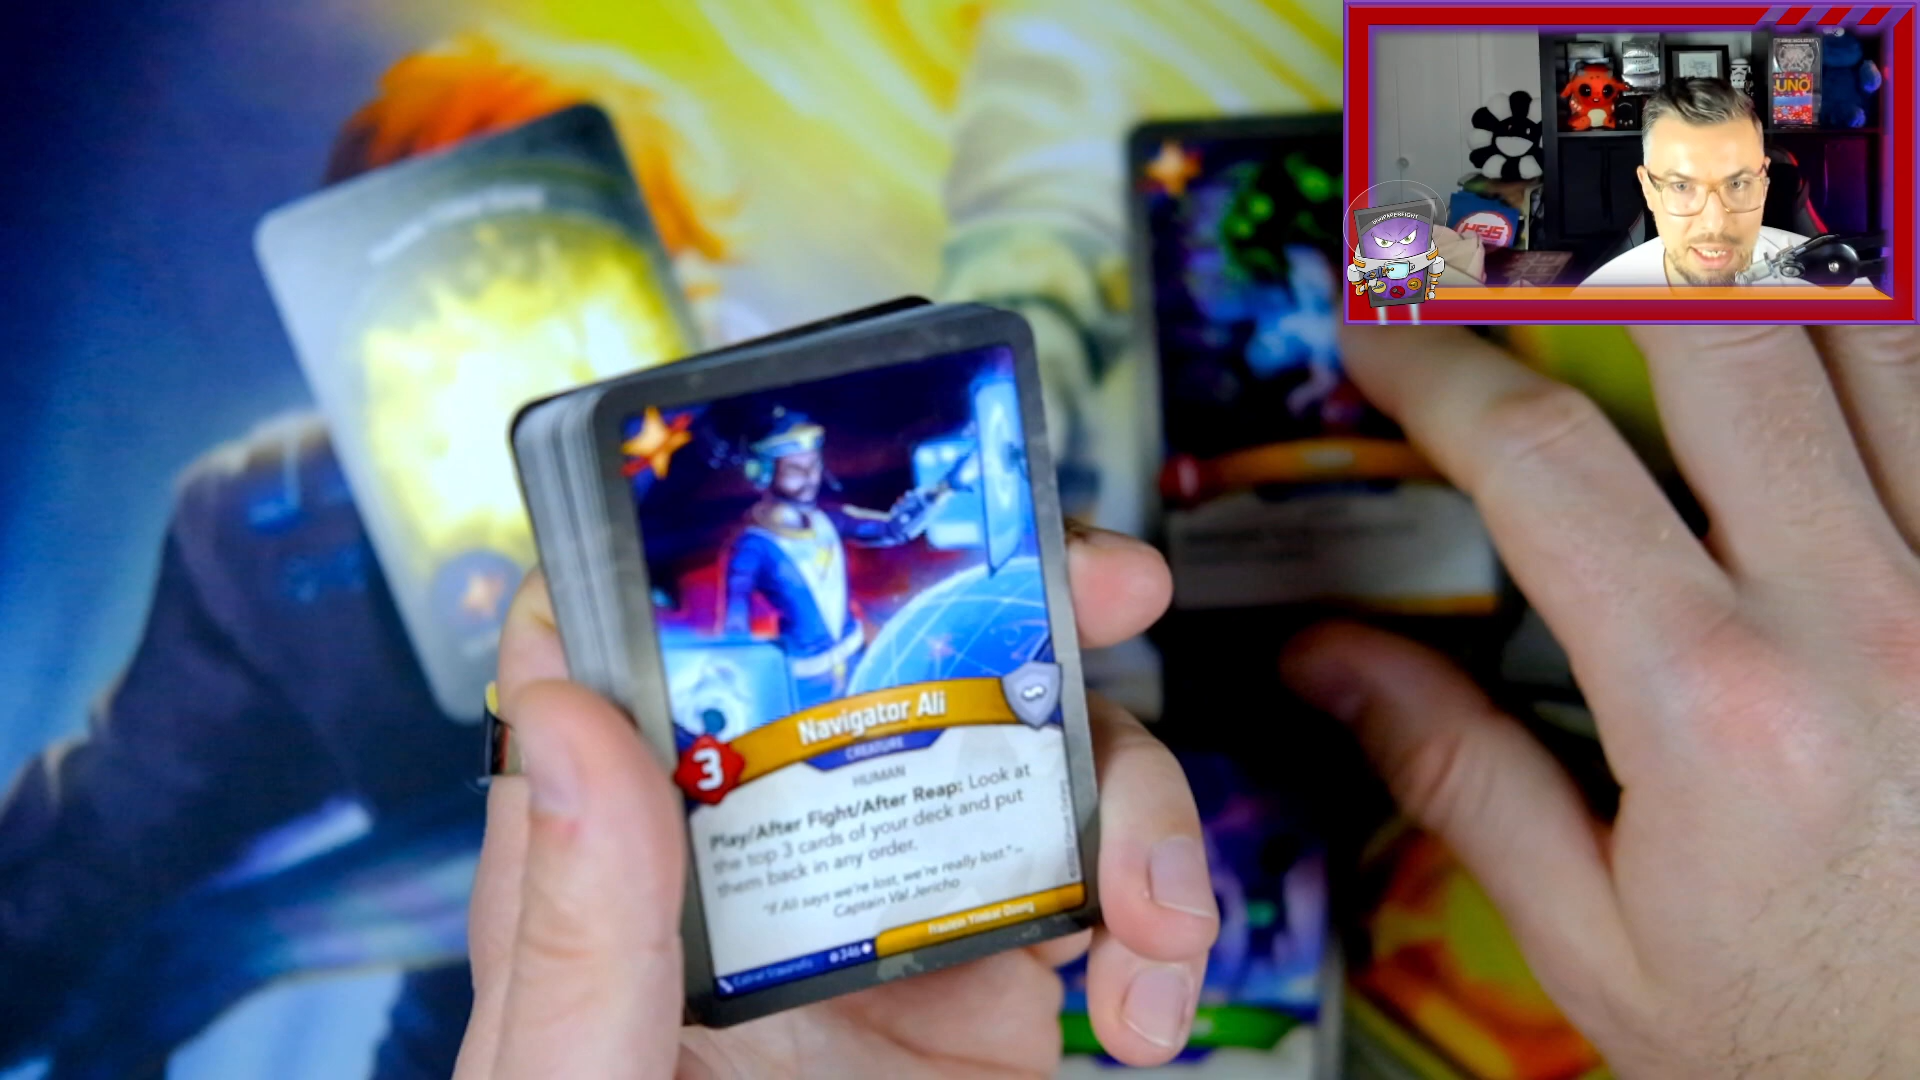 UNO
Navigator Ali
CREATURE
3
HUMAN
Play/After Fight/After Reap: Look at
the top 3 cards of your deck and put
them back in any order.
"If Ali says we're lost, we're really lost." –
Captain Val Jericho
346